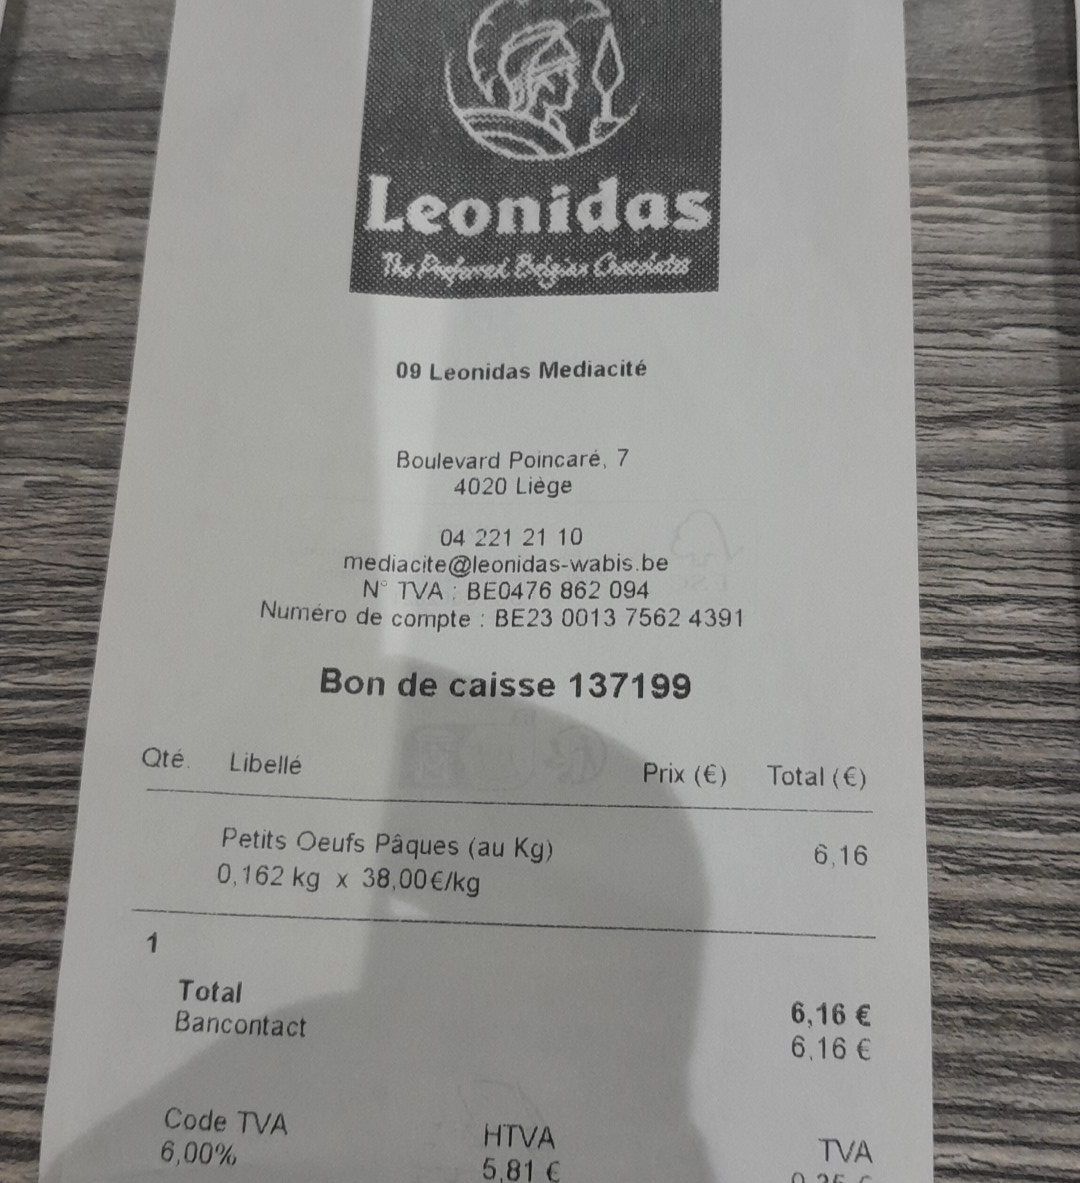 Leonidas
The Preferred Belgian Chocolates
09 Leonidas Mediacité
Boulevard Poincaré, 7
4020 Liège
04 221 21 10
mediacite@leonidas-wabis.be
N° TVA : BE0476 862 094
Numéro de compte : BE23 0013 7562 4391
Bon de caisse 137199
Qté. Libellé Prix (€) Total (€)
Petits Oeufs Pâques (au Kg) 6,16
0,162 kg x 38,00€/kg
1
Total 6,16 €
Bancontact 6,16 €
Code TVA HTVA TVA
6,00% 5,81 €